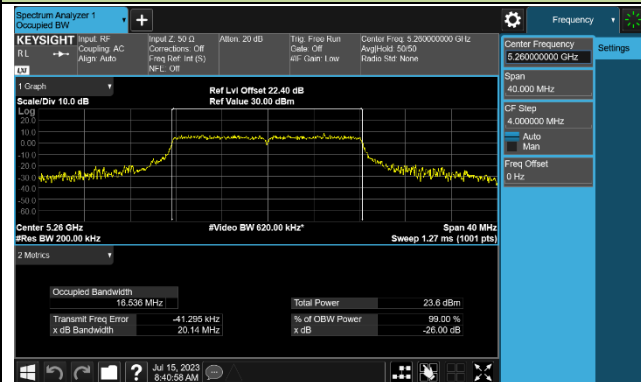 Spectrum Analyzer 1
Occupied BW
+
Frequency
KEYSIGHT
Input: RF
Input Z: 50 Ω
Atten: 20 dB
Trig: Free Run
Center Freq: 5.260000000 GHz
RL
Coupling: AC
Corrections: Off
Gate: Off
Avg|Hold: 50/50
Align: Auto
Freq Ref: Int (S)
#IF Gain: Low
Radio Std: None
NFE: Off
LXI
Center Frequency
5.260000000 GHz
Settings
Span
40.000 MHz
CF Step
4.000000 MHz
Auto
Man
Freq Offset
0 Hz
1 Graph
Scale/Div 10.0 dB
Ref Lvl Offset 22.40 dB
Ref Value 30.00 dBm
Log
20.0
10.0
0.00
-10.0
-20.0
-30.0
-40.0
-50.0
-60.0
Center 5.26 GHz
#Video BW 620.00 kHz*
Span 40 MHz
#Res BW 200.00 kHz
Sweep 1.27 ms (1001 pts)
2 Metrics
Occupied Bandwidth
16.536 MHz
Total Power
23.6 dBm
Transmit Freq Error
-41.295 kHz
% of OBW Power
99.00 %
x dB Bandwidth
20.14 MHz
x dB
-26.00 dB
?
Jul 15, 2023
8:40:58 AM